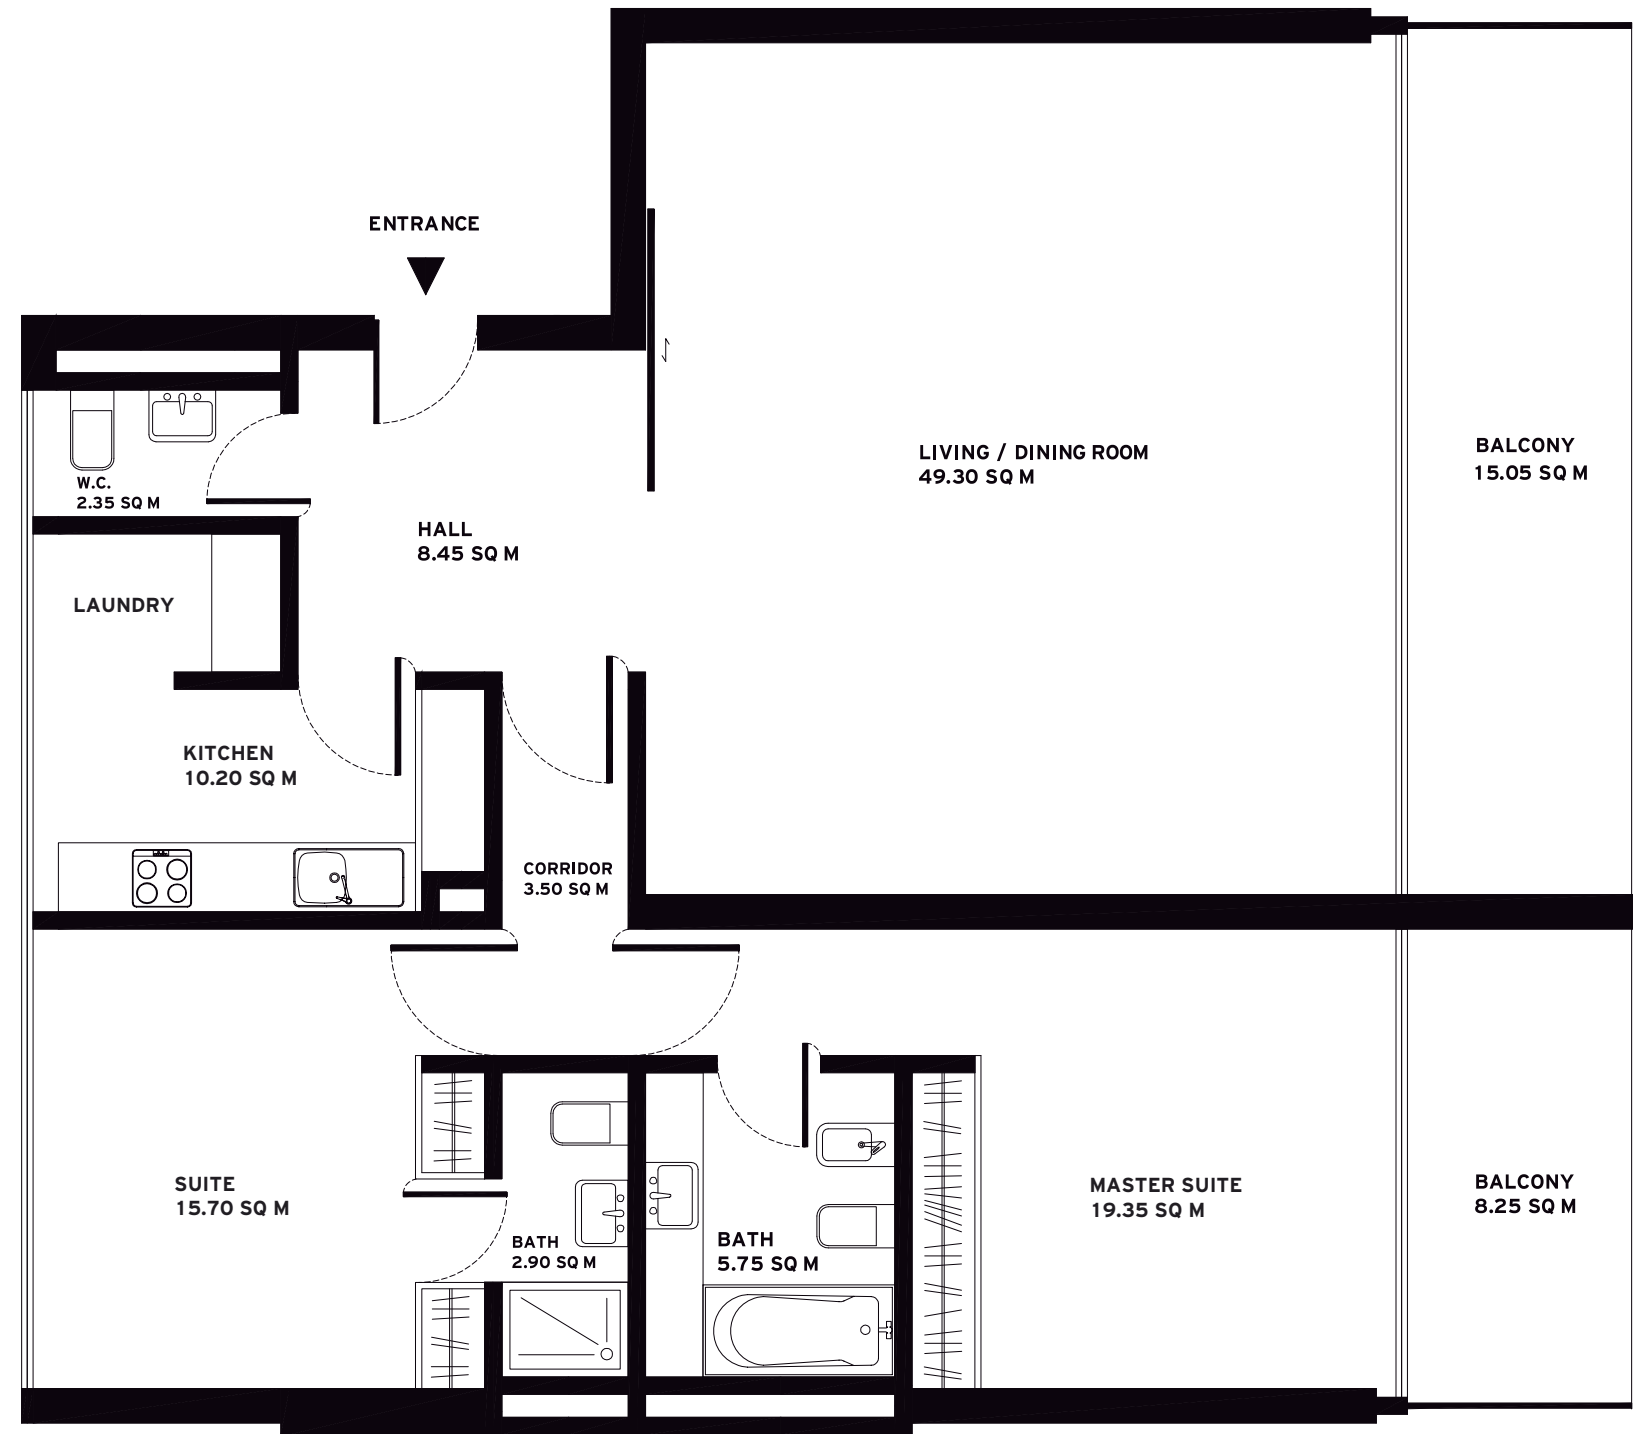 ENTRANCE
LIVING / DINING ROOM
49.30 SQ M
BALCONY
15.05 SQ M
W.C.
2.35 SQ M
HALL
8.45 SQ M
LAUNDRY
KITCHEN
10.20 SQ M
CORRIDOR
3.50 SQ M
SUITE
15.70 SQ M
BATH
2.90 SQ M
BATH
5.75 SQ M
MASTER SUITE
19.35 SQ M
BALCONY
8.25 SQ M